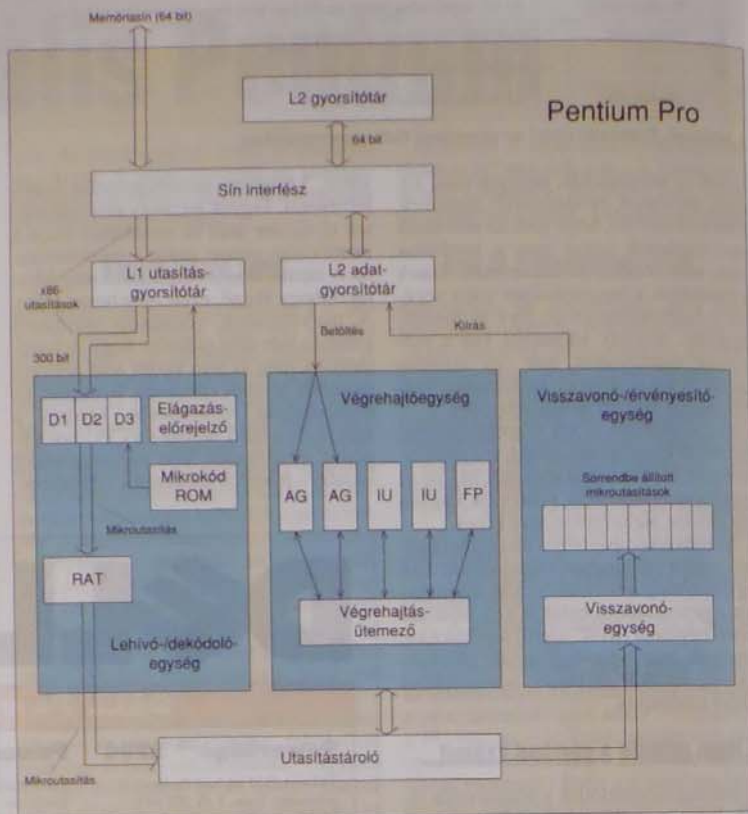 Memóriasín (64 bit)
L2 gyorsítótár
Pentium Pro
64 bit
Sín interfész
L1 utasítás-
gyorsítótár
L2 adat-
gyorsítótár
x86-
utasítások
Betöltés
Kiírás
300 bit
D1 D2 D3
Elágazás-
előrejelző
Mikrokód
ROM
Mikroutasítás
RAT
Lehívó-/dekódoló-
egység
Végrehajtóegység
AG AG IU IU FP
Végrehajtás-
ütemező
Visszavonó-/érvényesítő-
egység
Sorrendbe állított
mikroutasítások
Visszavonó-
egység
Utasítástároló
Mikroutasítás